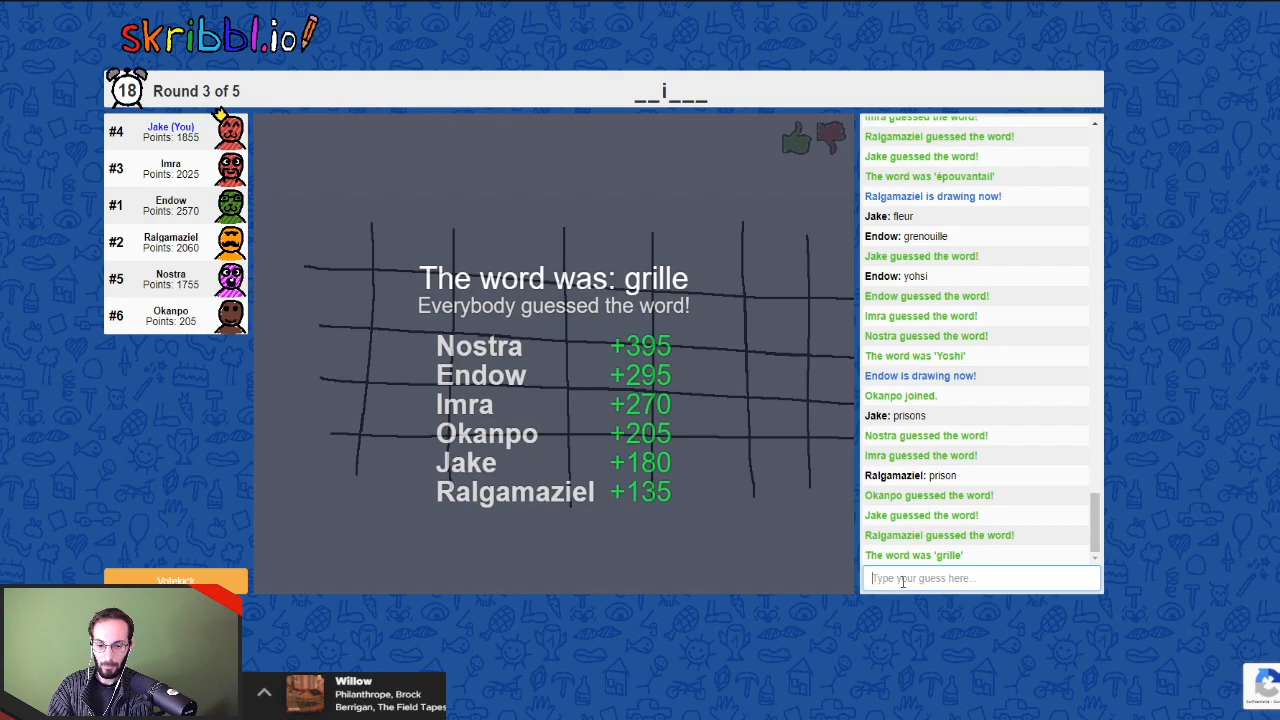 skribbl.io!
18
Round 3 of 5
__i___
#4
Jake (You)
Points: 1855
#3
Imra
Points: 2025
#1
Endow
Points: 2570
#2
Ralgamaziel
Points: 2060
#5
Nostra
Points: 1755
#6
Okanpo
Points: 205
Votekick
The word was: grille
Everybody guessed the word!
Nostra +395
Endow +295
Imra +270
Okanpo +205
Jake +180
Ralgamaziel +135
Imra guessed the word!
Ralgamaziel guessed the word!
Jake guessed the word!
The word was 'épouvantail'
Ralgamaziel is drawing now!
Jake: fleur
Endow: grenouille
Jake guessed the word!
Endow: yohsi
Endow guessed the word!
Imra guessed the word!
Nostra guessed the word!
The word was 'Yoshi'
Endow is drawing now!
Okanpo joined.
Jake: prisons
Nostra guessed the word!
Imra guessed the word!
Ralgamaziel: prison
Okanpo guessed the word!
Jake guessed the word!
Ralgamaziel guessed the word!
The word was 'grille'
Type your guess here...
Willow
Philanthrope, Brock
Berrigan, The Field Tapes